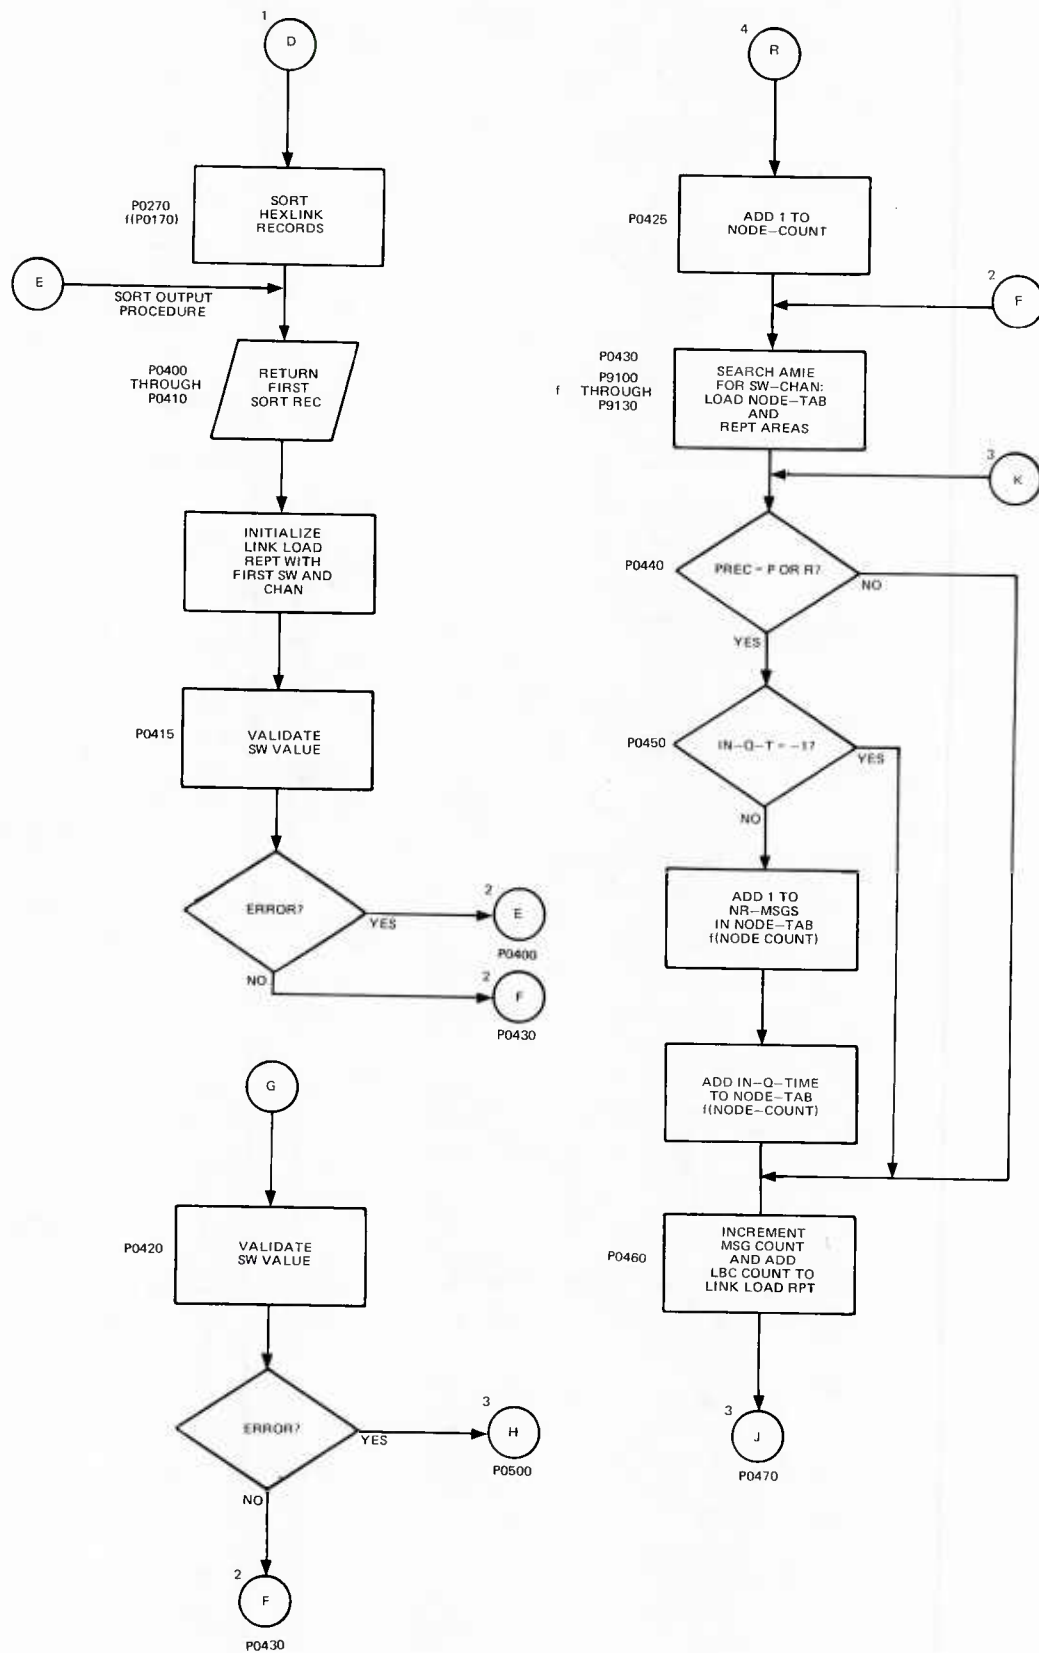 1
D
P0270
f(P0170)
SORT
HEXLINK
RECORDS
E
SORT OUTPUT
PROCEDURE
P0400
THROUGH
P0410
RETURN
FIRST
SORT REC
INITIALIZE
LINK LOAD
REPT WITH
FIRST SW AND
CHAN
P0415
VALIDATE
SW VALUE
ERROR?
YES
2
E
P0400
NO
2
F
P0430
G
P0420
VALIDATE
SW VALUE
ERROR?
YES
3
H
P0500
NO
2
F
P0430
4
R
P0425
ADD 1 TO
NODE-COUNT
2
F
P0430
P9100
f THROUGH
P9130
SEARCH AMIE
FOR SW-CHAN:
LOAD NODE-TAB
AND
REPT AREAS
3
K
P0440
PREC = P OR R?
NO
YES
P0450
IN-Q-T = -1?
YES
NO
ADD 1 TO
NR-MSGS
IN NODE-TAB
f(NODE COUNT)
ADD IN-Q-TIME
TO NODE-TAB
f(NODE-COUNT)
P0460
INCREMENT
MSG COUNT
AND ADD
LBC COUNT TO
LINK LOAD RPT
3
J
P0470